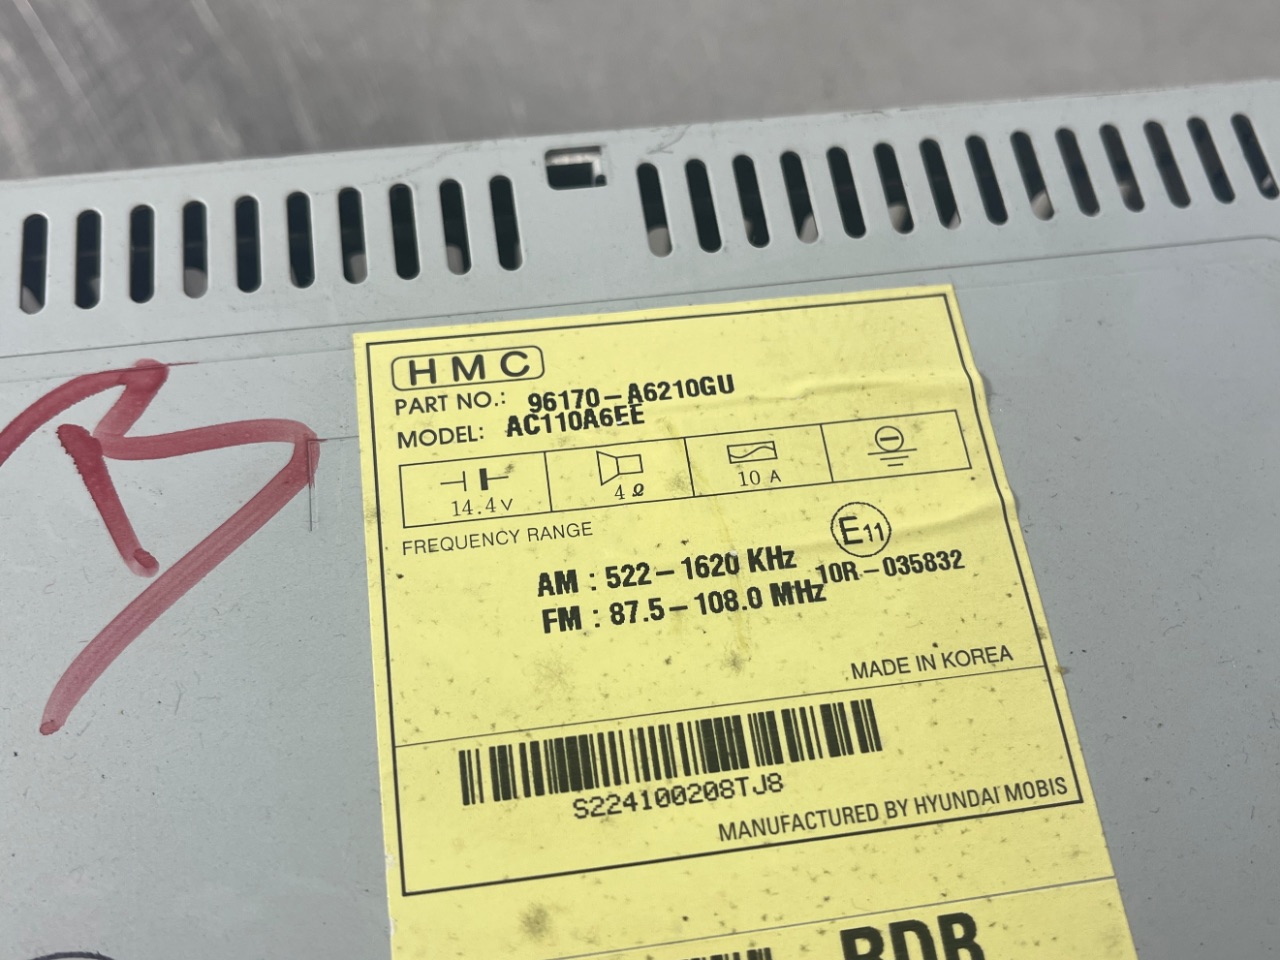 HMC
PART NO.: 96170-A6210GU
MODEL: AC110A6EE
14.4V
4Ω
10 A
FREQUENCY RANGE
E11
AM : 522-1620 KHz
10R-035832
FM : 87.5-108.0 MHz
MADE IN KOREA
S224100208TJ8
MANUFACTURED BY HYUNDAI MOBIS